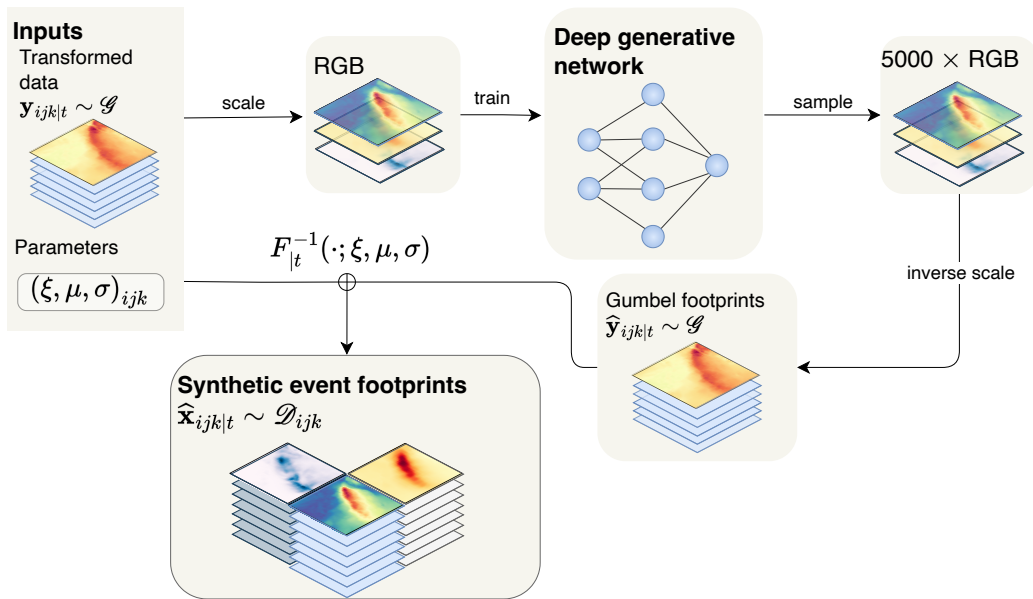 Inputs
Transformed
data
𝐲_{ijk|t} ∼ 𝒢
Parameters
(ξ, μ, σ)_{ijk}
scale
RGB
train
Deep generative
network
sample
5000 × RGB
inverse scale
Gumbel footprints
𝐲̂_{ijk|t} ∼ 𝒢
F_{|t}^{-1}(·; ξ, μ, σ)
Synthetic event footprints
𝐱̂_{ijk|t} ∼ 𝒟_{ijk}